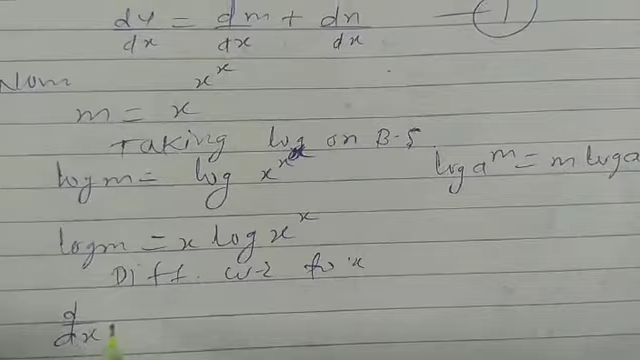 dy/dx = dm/dx + dn/dx — 1
Now
m = x^x^x
Taking log on B.S.
log m = log x^x^x log a^m = m log a
log m = x log x^x
Diff. w.r to x
d/dx